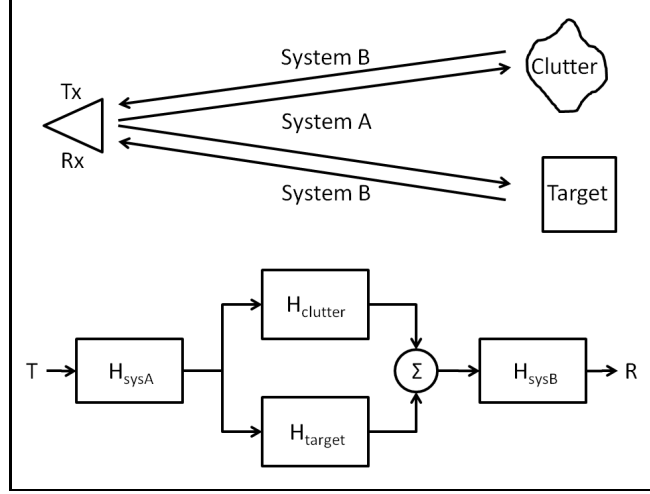 System B
Clutter
Tx
System A
Rx
Target
System B
H_clutter
T
H_sysA
Σ
H_sysB
R
H_target